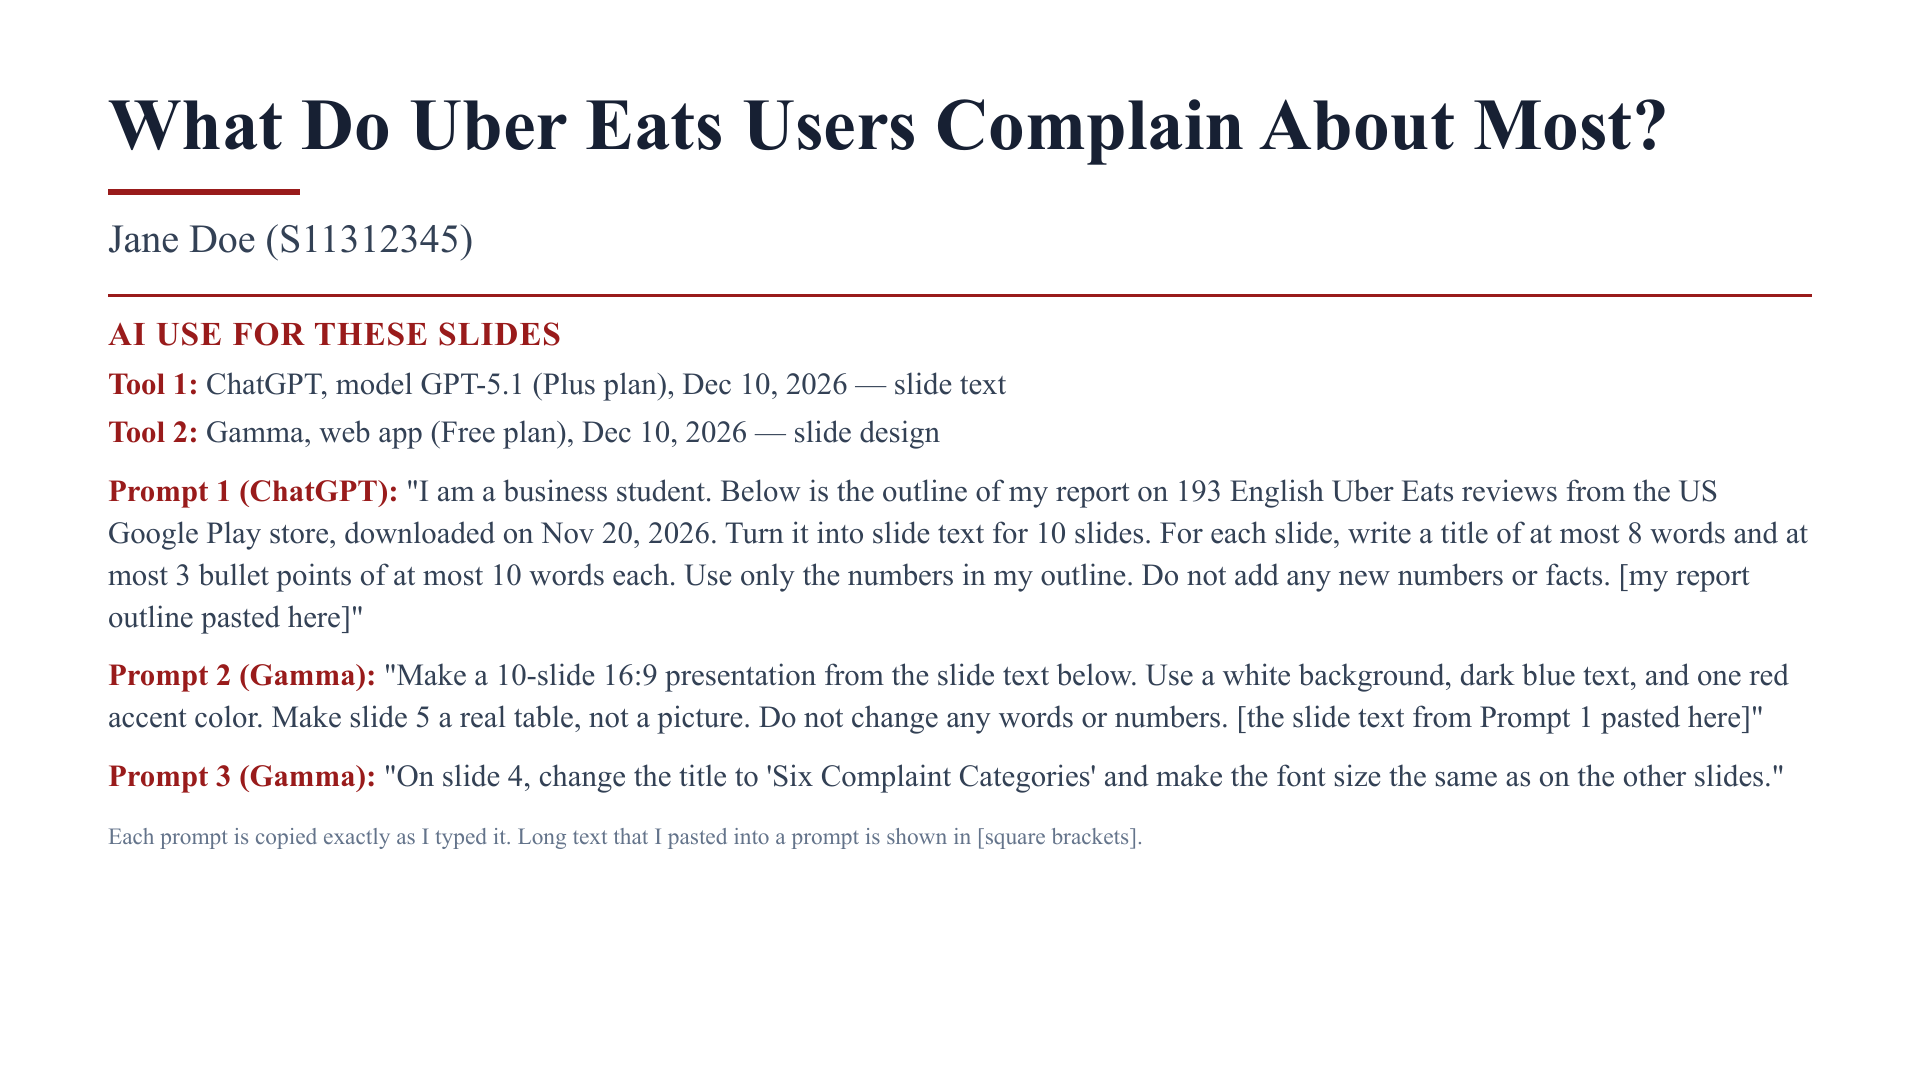 What Do Uber Eats Users Complain About Most?
Jane Doe (S11312345)
AI USE FOR THESE SLIDES
Tool 1: ChatGPT, model GPT-5.1 (Plus plan), Dec 10, 2026 — slide text
Tool 2: Gamma, web app (Free plan), Dec 10, 2026 — slide design
Prompt 1 (ChatGPT): "I am a business student. Below is the outline of my report on 193 English Uber Eats reviews from the US
Google Play store, downloaded on Nov 20, 2026. Turn it into slide text for 10 slides. For each slide, write a title of at most 8 words and at
most 3 bullet points of at most 10 words each. Use only the numbers in my outline. Do not add any new numbers or facts. [my report
outline pasted here]"
Prompt 2 (Gamma): "Make a 10-slide 16:9 presentation from the slide text below. Use a white background, dark blue text, and one red
accent color. Make slide 5 a real table, not a picture. Do not change any words or numbers. [the slide text from Prompt 1 pasted here]"
Prompt 3 (Gamma): "On slide 4, change the title to 'Six Complaint Categories' and make the font size the same as on the other slides."
Each prompt is copied exactly as I typed it. Long text that I pasted into a prompt is shown in [square brackets].